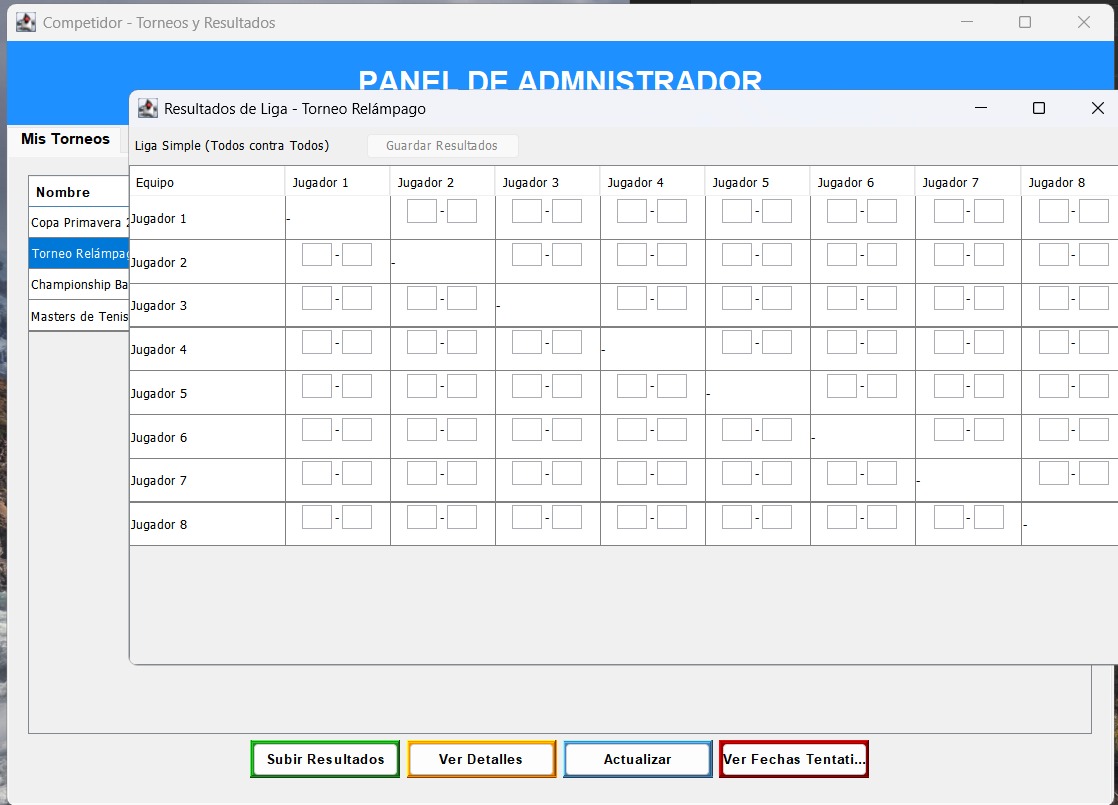 Competidor - Torneos y Resultados
PANEL DE ADMNISTRADOR
Resultados de Liga - Torneo Relámpago
Mis Torneos
Liga Simple (Todos contra Todos) Guardar Resultados
Nombre
Copa Primavera 2
Torneo Relámpag
Championship Ba
Masters de Tenis
Equipo Jugador 1 Jugador 2 Jugador 3 Jugador 4 Jugador 5 Jugador 6 Jugador 7 Jugador 8
Jugador 1 - - - - - - - -
Jugador 2 - - - - - - - -
Jugador 3 - - - - - - - -
Jugador 4 - - - - - - - -
Jugador 5 - - - - - - - -
Jugador 6 - - - - - - - -
Jugador 7 - - - - - - - -
Jugador 8 - - - - - - - -
Subir Resultados Ver Detalles Actualizar Ver Fechas Tentati...